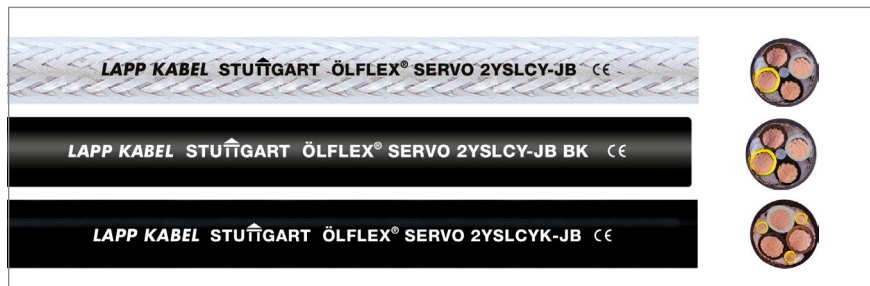 LAPP KABEL STUTTGART ÖLFLEX® SERVO 2YSLCY-JB CE
LAPP KABEL STUTTGART ÖLFLEX® SERVO 2YSLCY-JB BK CE
LAPP KABEL STUTTGART ÖLFLEX® SERVO 2YSLCYK-JB CE